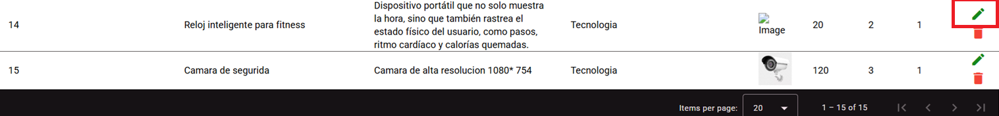 14
Reloj inteligente para fitness
Dispositivo portátil que no solo muestra
la hora, sino que también rastrea el
estado físico del usuario, como pasos,
ritmo cardíaco y calorías quemadas.
Tecnologia
Image
20
2
1
15
Camara de segurida
Camara de alta resolucion 1080* 754
Tecnologia
120
3
1
Items per page:
20
1 – 15 of 15